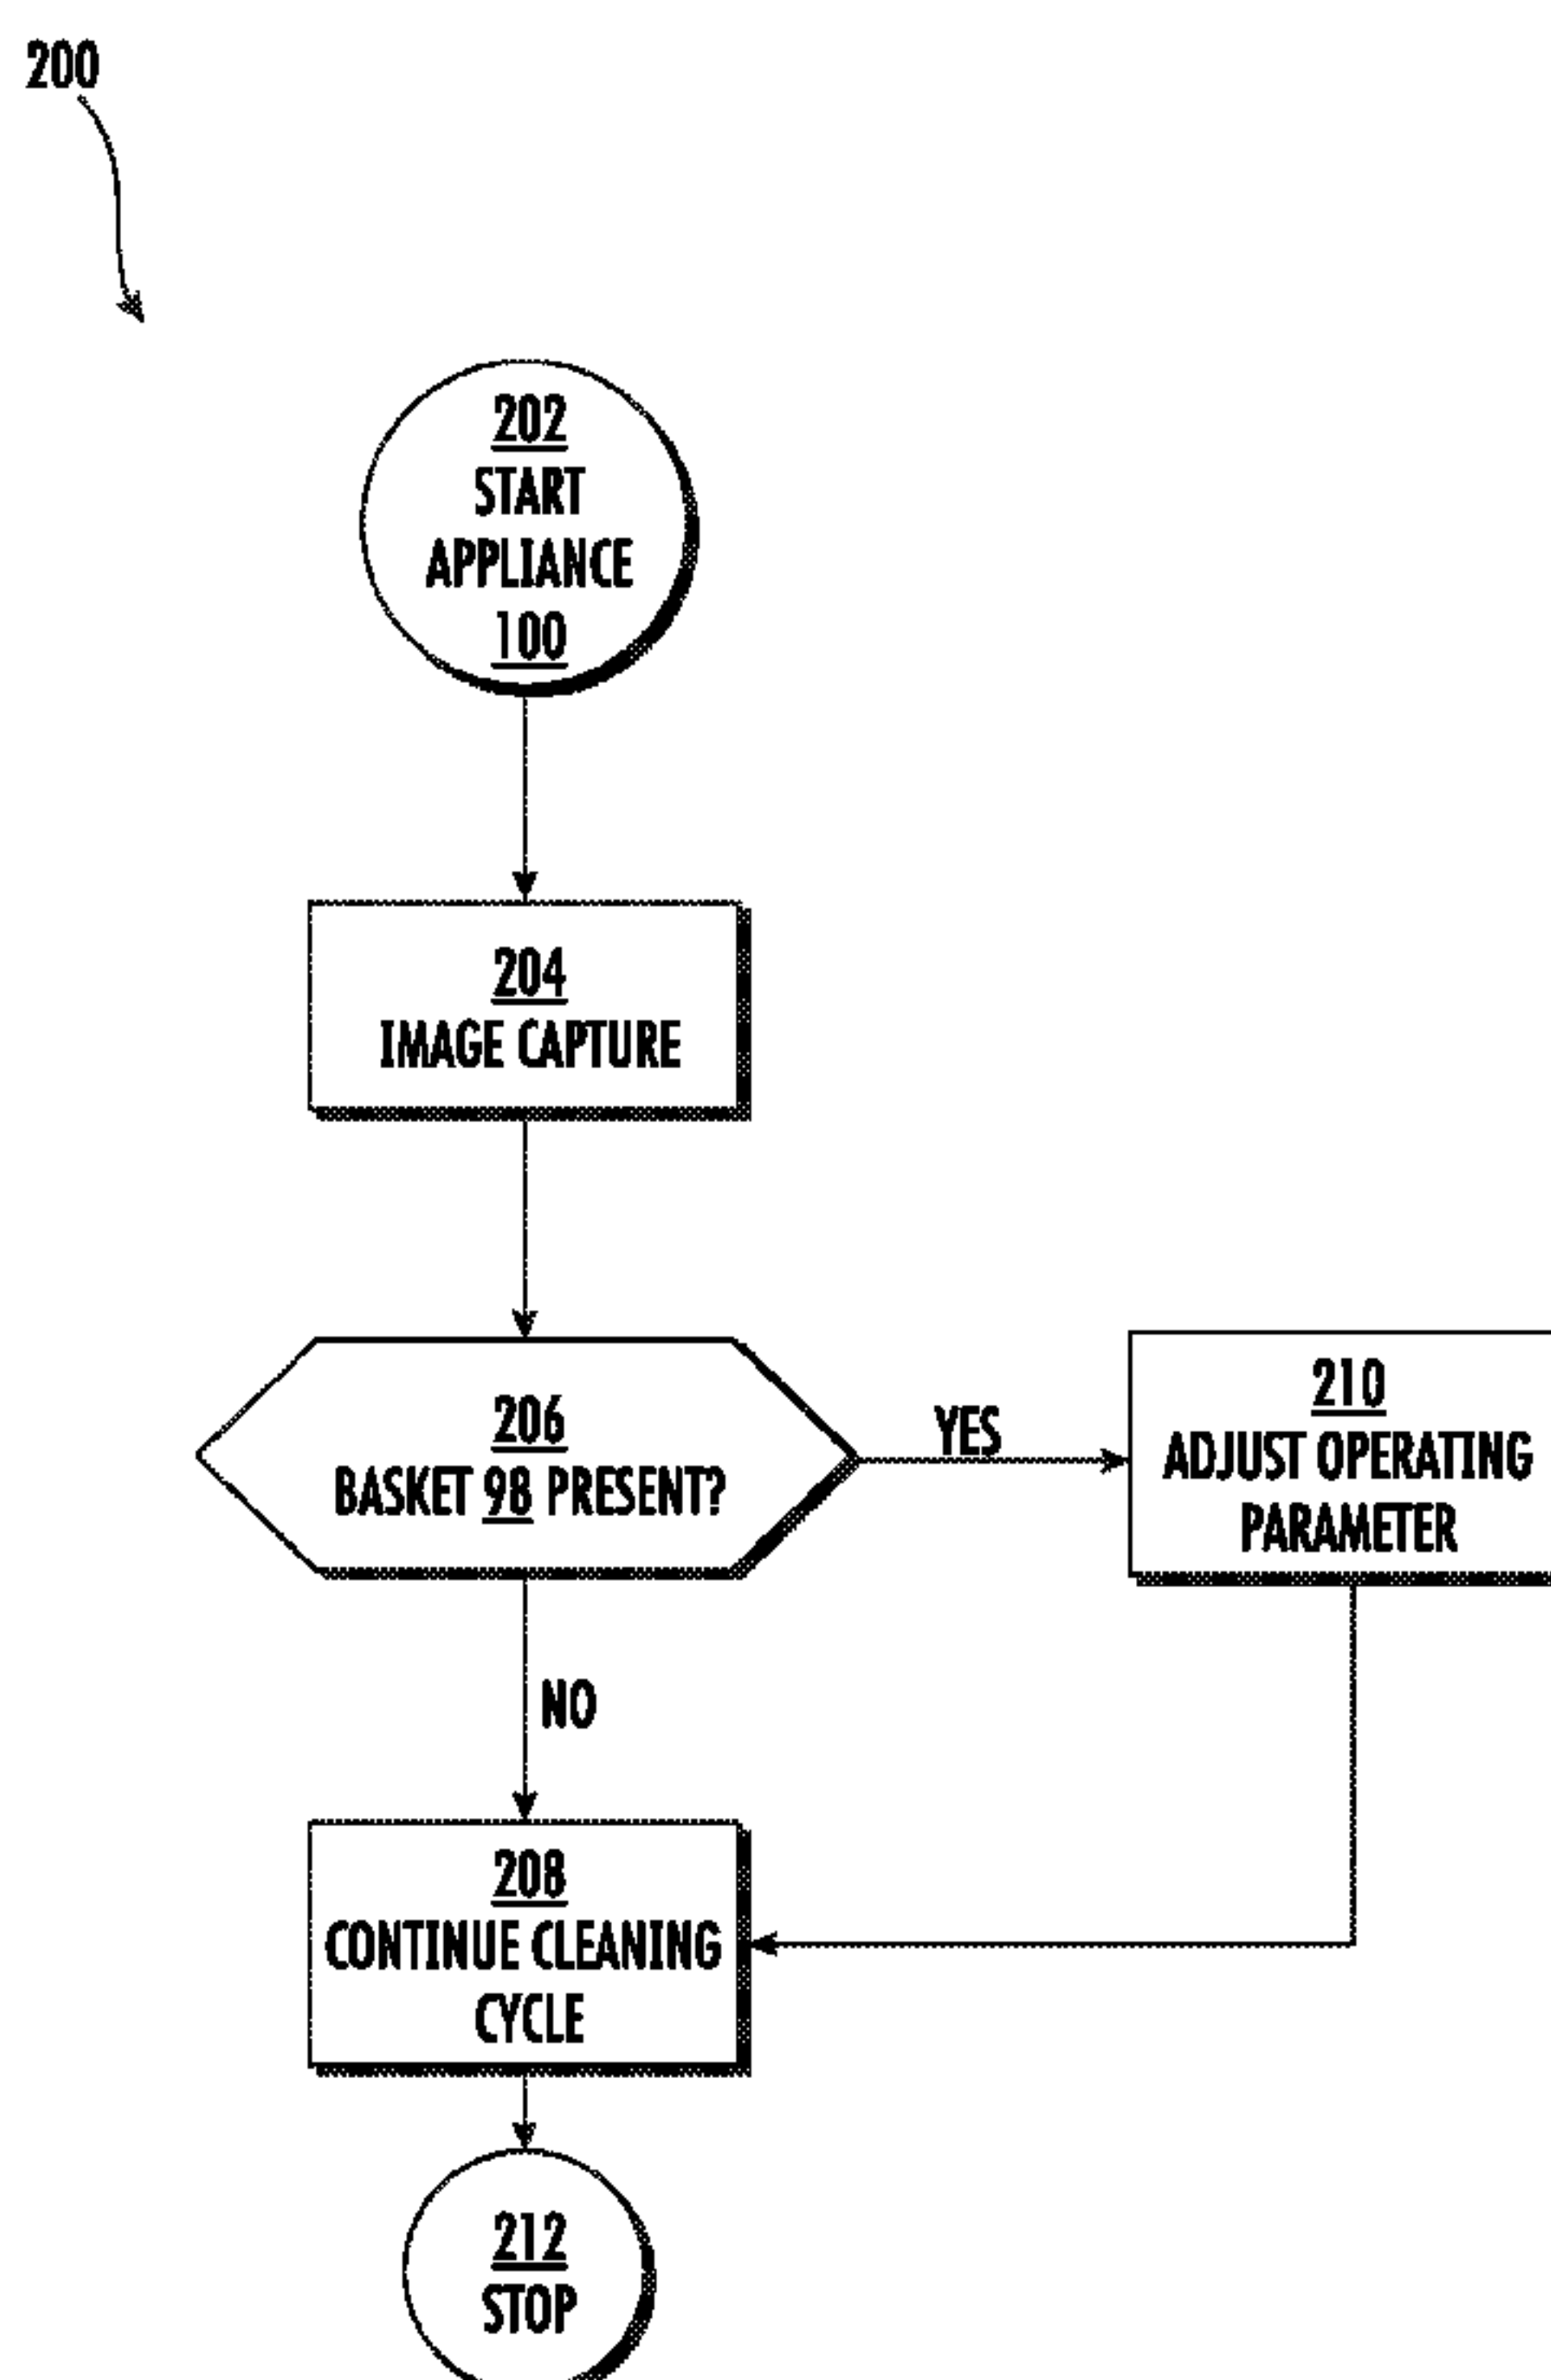 200
202
START
APPLIANCE
100
204
IMAGE CAPTURE
206
BASKET 98 PRESENT?
YES
210
ADJUST OPERATING
PARAMETER
NO
208
CONTINUE CLEANING
CYCLE
212
STOP